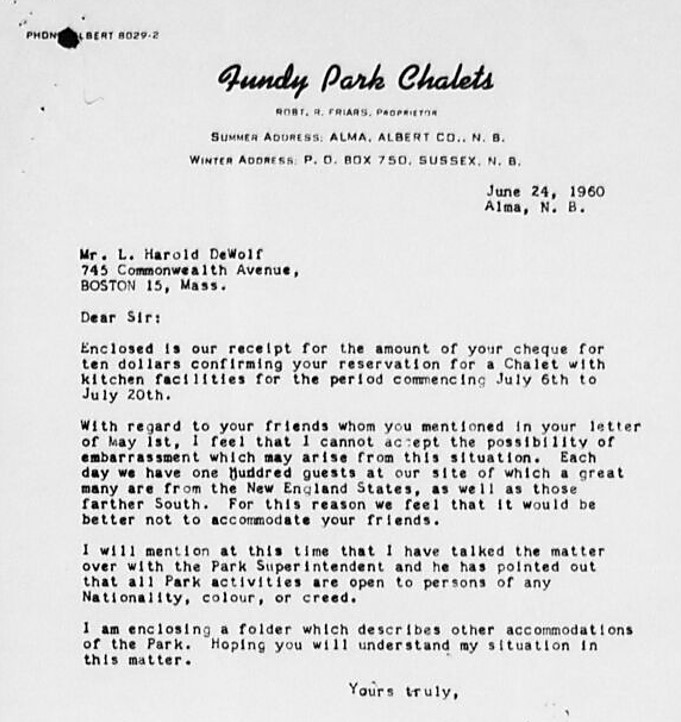 PHON LBERT 8029-2
Fundy Park Chalets
ROBT. R. FRIARS, PROPRIETOR
SUMMER ADDRESS: ALMA, ALBERT CO., N. B.
WINTER ADDRESS: P. O. BOX 750, SUSSEX, N. B.
June 24, 1960
Alma, N. B.
Mr. L. Harold DeWolf
745 Commonwealth Avenue,
BOSTON 15, Mass.
Dear Sir:
Enclosed is our receipt for the amount of your cheque for
ten dollars confirming your reservation for a Chalet with
kitchen facilities for the period commencing July 6th to
July 20th.
With regard to your friends whom you mentioned in your letter
of May 1st, I feel that I cannot accept the possibility of
embarrassment which may arise from this situation. Each
day we have one Huddred guests at our site of which a great
many are from the New England States, as well as those
farther South. For this reason we feel that it would be
better not to accommodate your friends.
I will mention at this time that I have talked the matter
over with the Park Superintendent and he has pointed out
that all Park activities are open to persons of any
Nationality, colour, or creed.
I am enclosing a folder which describes other accommodations
of the Park. Hoping you will understand my situation in
this matter.
Yours truly,